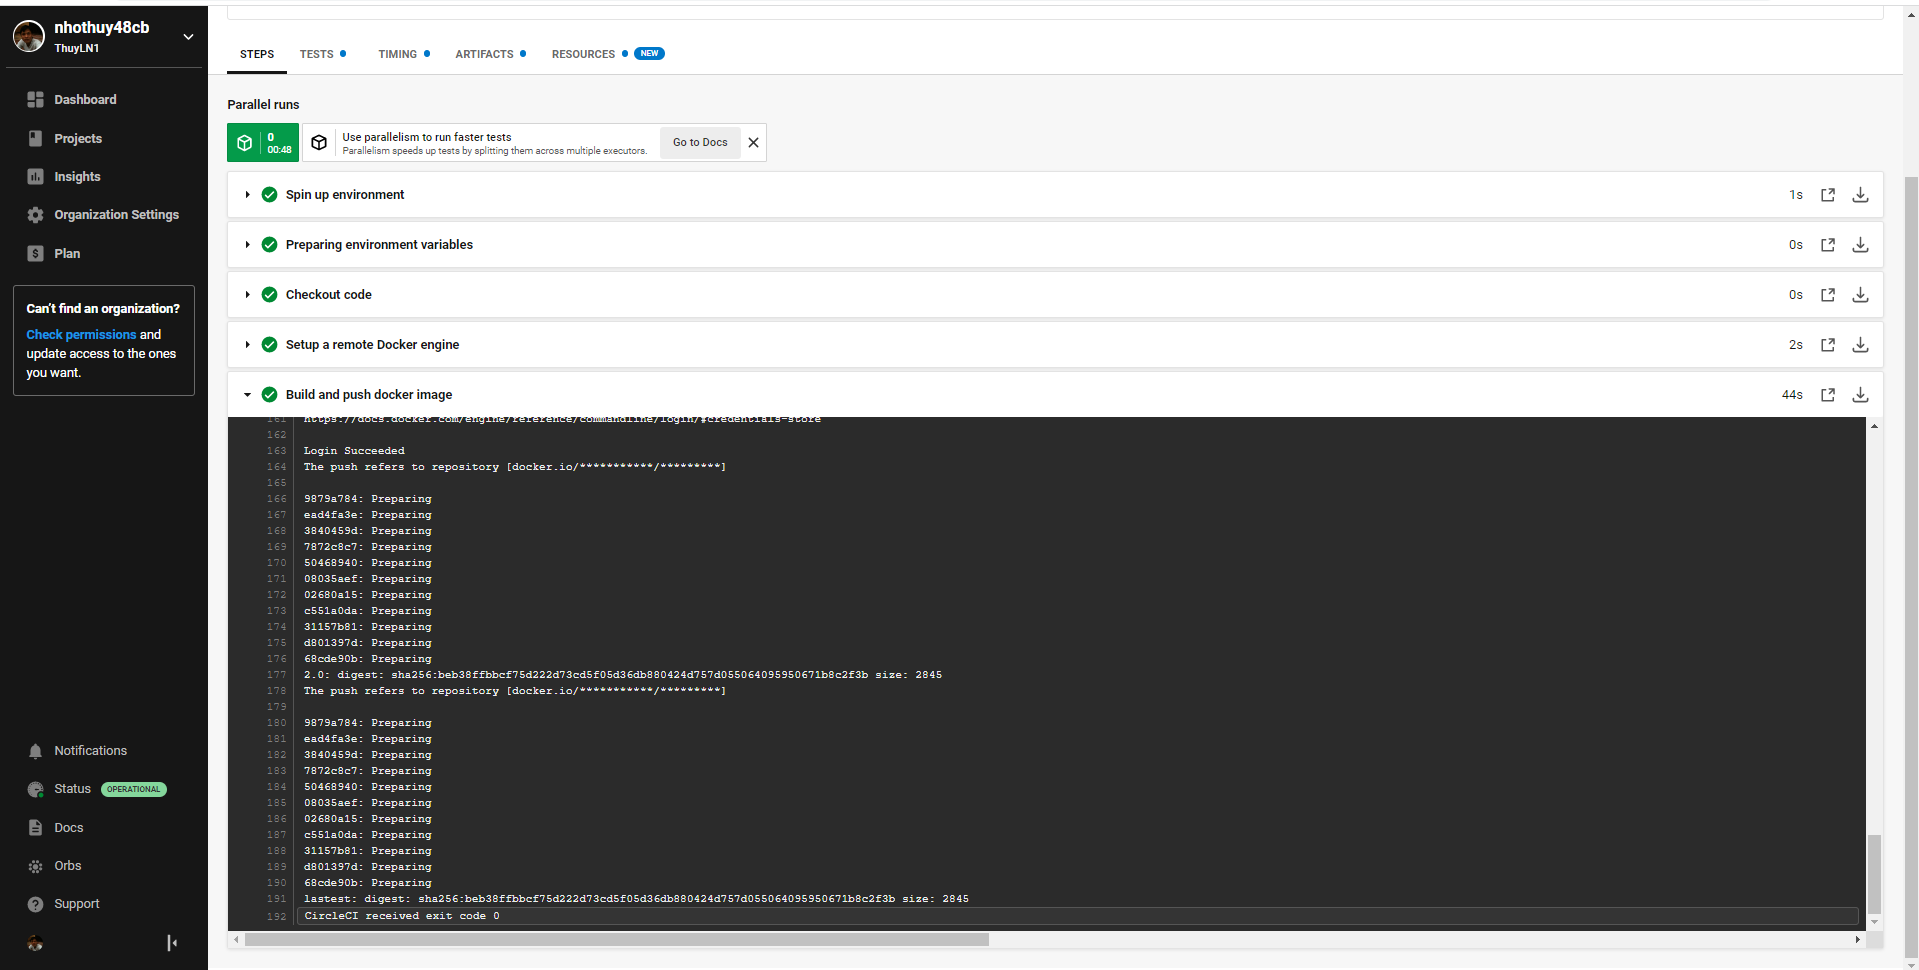 nhothuy48cb
ThuyLN1
Dashboard
Projects
Insights
Organization Settings
Plan
Can't find an organization?
Check permissions and
update access to the ones
you want.
Notifications
Status OPERATIONAL
Docs
Orbs
Support
STEPS TESTS TIMING ARTIFACTS RESOURCES NEW
Parallel runs
0
00:48
Use parallelism to run faster tests
Parallelism speeds up tests by splitting them across multiple executors.
Go to Docs
Spin up environment 1s
Preparing environment variables 0s
Checkout code 0s
Setup a remote Docker engine 2s
Build and push docker image 44s
161 https://docs.docker.com/engine/reference/commandline/login/#credentials-store
162
163 Login Succeeded
164 The push refers to repository [docker.io/***********/*********]
165
166 9879a784: Preparing
167 ead4fa3e: Preparing
168 3840459d: Preparing
169 7872c8c7: Preparing
170 50468940: Preparing
171 08035aef: Preparing
172 02680a15: Preparing
173 c551a0da: Preparing
174 31157b81: Preparing
175 d801397d: Preparing
176 68cde90b: Preparing
177 2.0: digest: sha256:beb38ffbbcf75d222d73cd5f05d36db880424d757d055064095950671b8c2f3b size: 2845
178 The push refers to repository [docker.io/***********/*********]
179
180 9879a784: Preparing
181 ead4fa3e: Preparing
182 3840459d: Preparing
183 7872c8c7: Preparing
184 50468940: Preparing
185 08035aef: Preparing
186 02680a15: Preparing
187 c551a0da: Preparing
188 31157b81: Preparing
189 d801397d: Preparing
190 68cde90b: Preparing
191 lastest: digest: sha256:beb38ffbbcf75d222d73cd5f05d36db880424d757d055064095950671b8c2f3b size: 2845
192 CircleCI received exit code 0